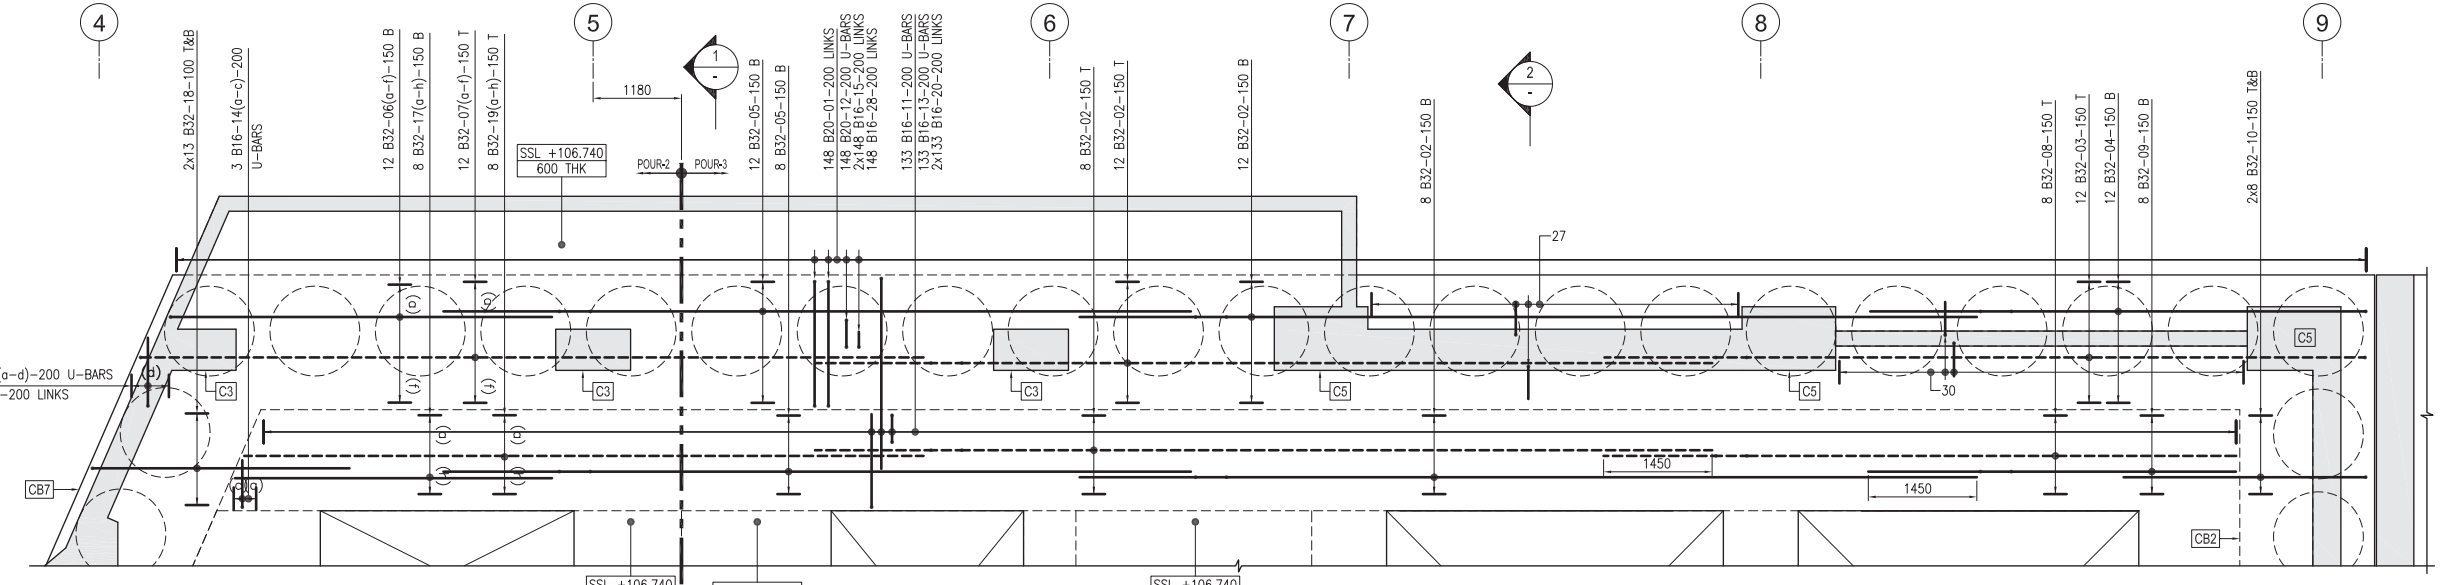 4
5
6
7
8
9
2x13 B32-18-100 T&B
3 B16-14(a-c)-200
U-BARS
12 B32-06(a-f)-150 B
8 B32-17(a-h)-150 B
12 B32-07(a-f)-150 T
8 B32-19(a-h)-150 T
1180
1
-
SSL +106.740
600 THK
POUR-2
POUR-3
12 B32-05-150 B
8 B32-05-150 B
148 B20-01-200 LINKS
148 B20-12-200 U-BARS
2x148 B16-15-200 LINKS
148 B16-28-200 LINKS
133 B16-11-200 U-BARS
133 B16-13-200 U-BARS
2x133 B16-20-200 LINKS
8 B32-02-150 T
12 B32-02-150 T
12 B32-02-150 B
8 B32-02-150 B
2
-
8 B32-08-150 T
12 B32-03-150 T
12 B32-04-150 B
8 B32-09-150 B
2x8 B32-10-150 T&B
27
(a)
(a)
C5
(a-d)-200 U-BARS
-200 LINKS
(d)
C3
(f)
(f)
C3
C3
C5
C5
30
(a)
(a)
1450
1450
CB7
CB2
SSL +106.740
SSL +106.740